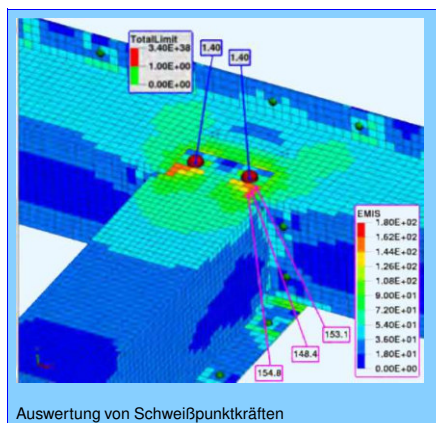 TotalLimit
3.40E+38
1.00E+00
0.00E+00
1.40
1.40
EMIS
1.80E+02
1.62E+02
1.44E+02
1.26E+02
1.08E+02
9.00E+01
7.20E+01
5.40E+01
3.60E+01
1.80E+01
0.00E+00
153.1
148.4
154.8
Auswertung von Schweißpunktkräften